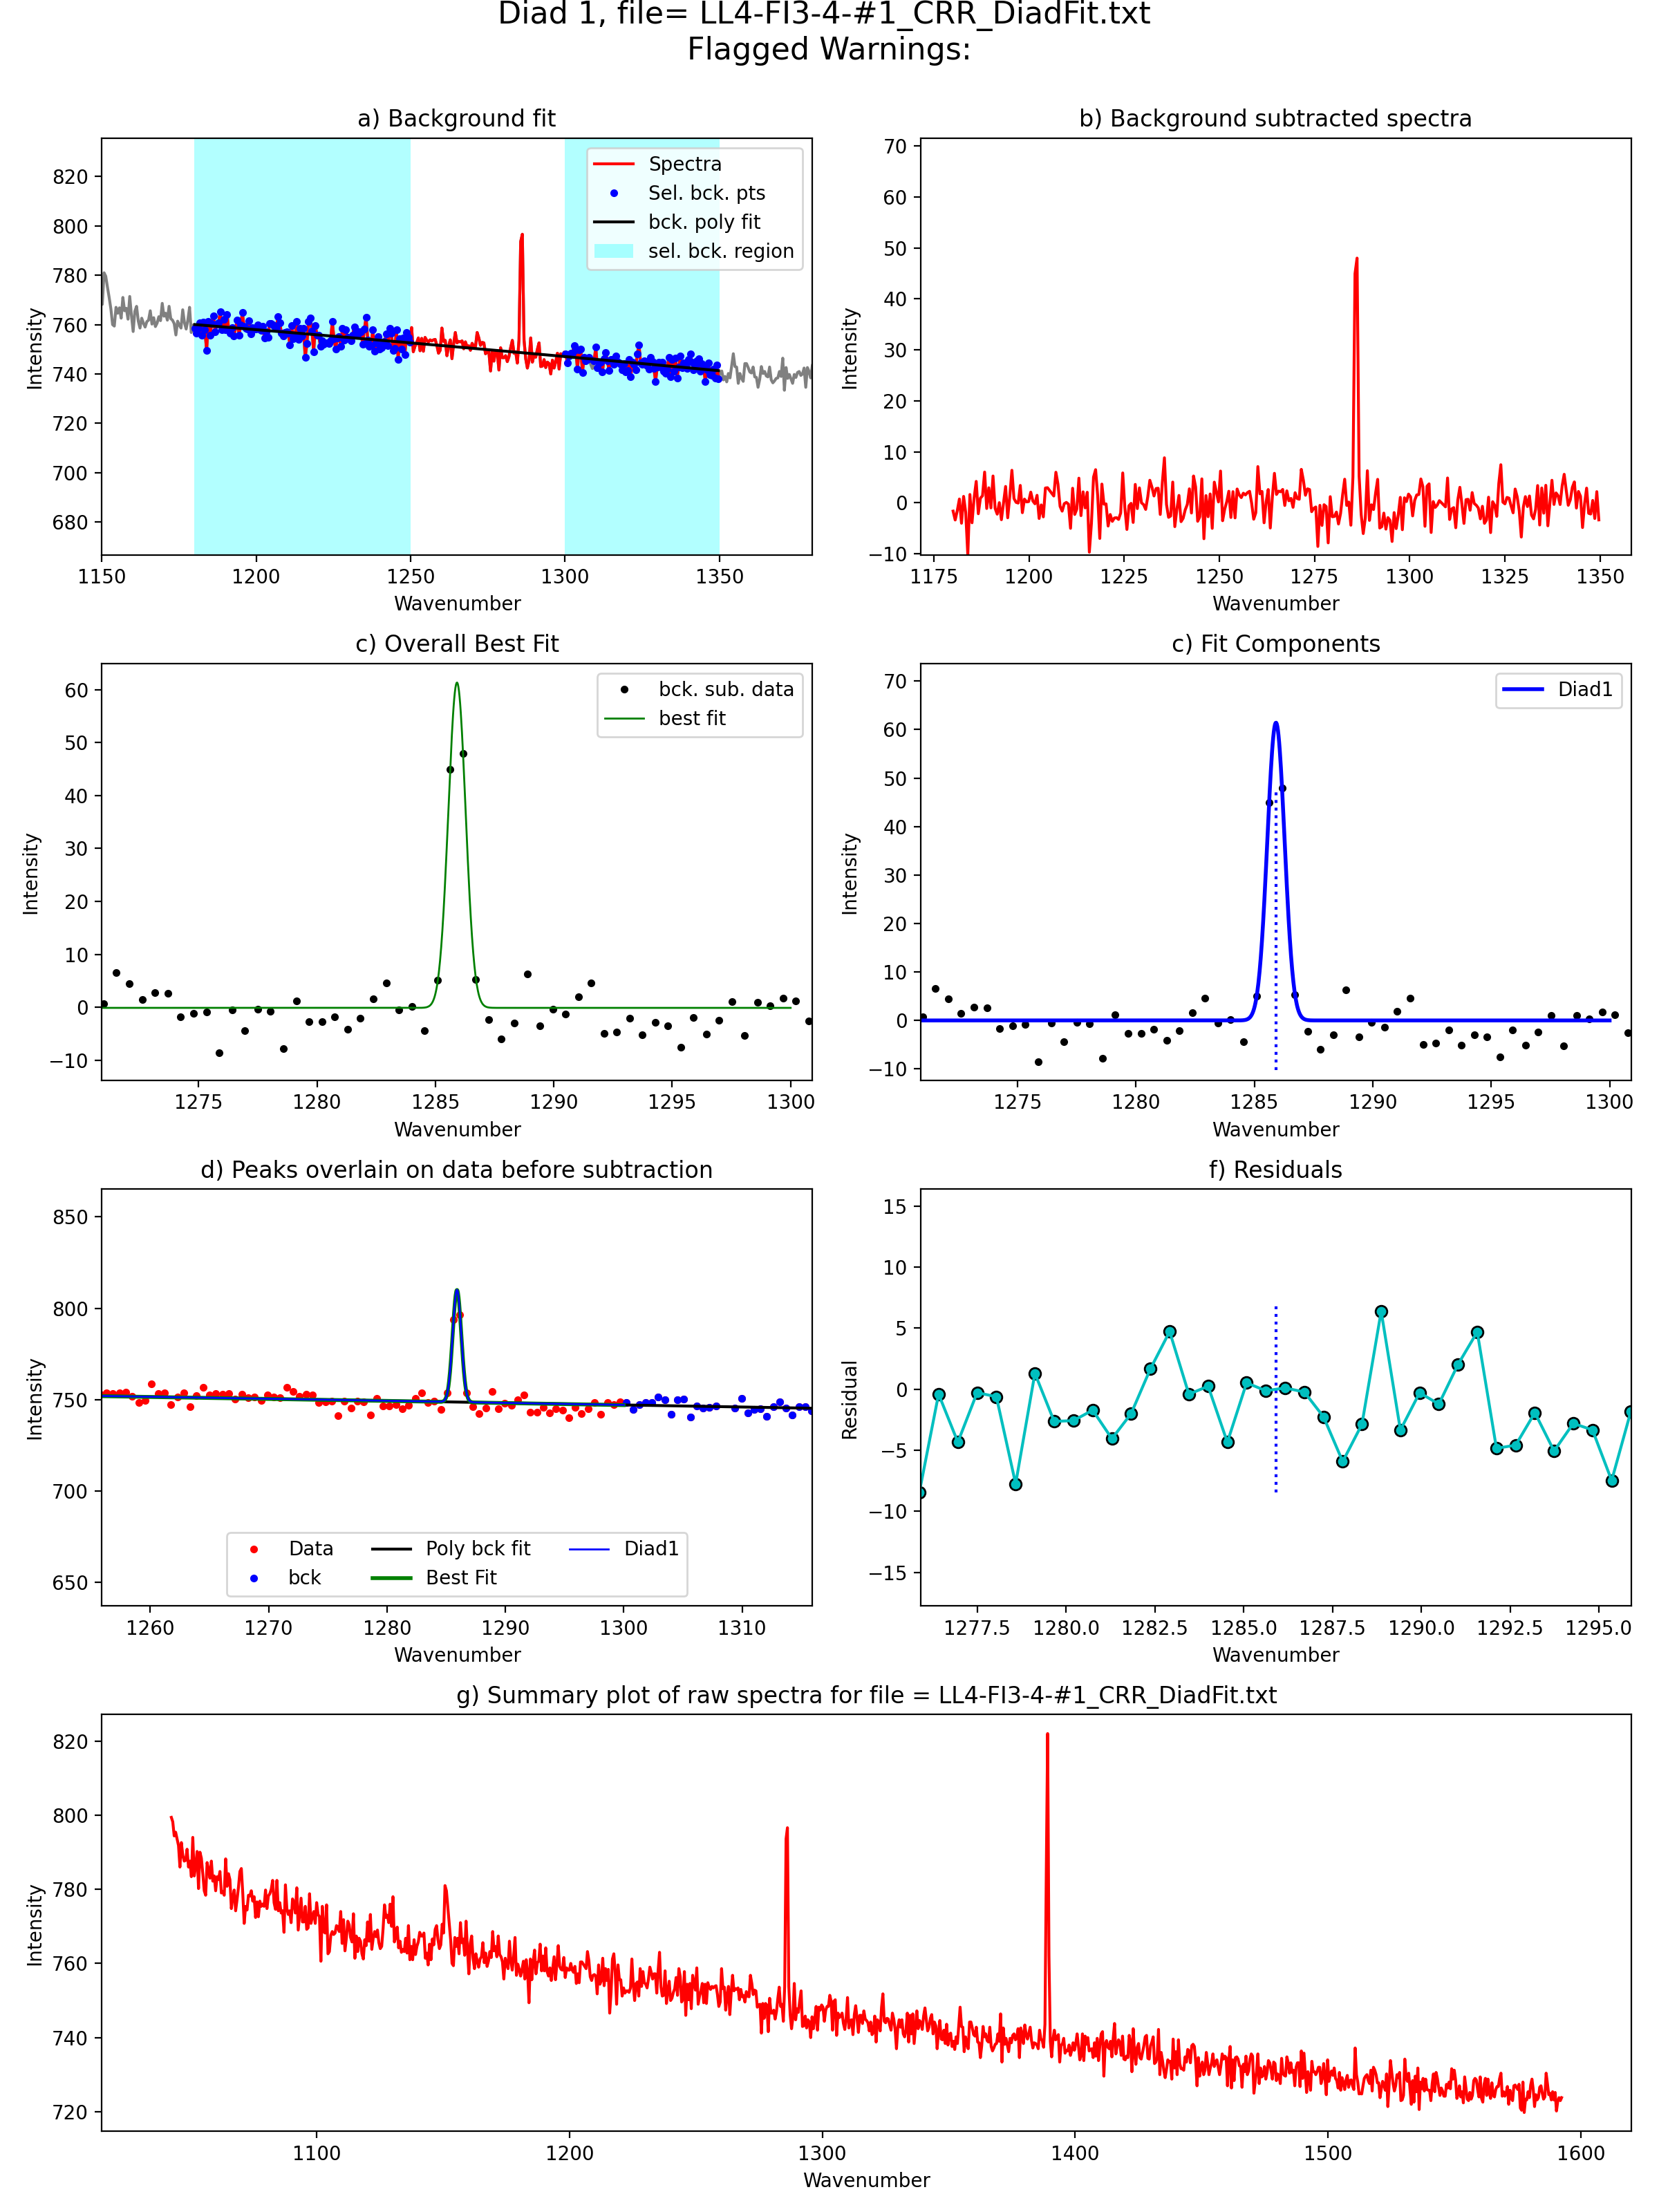 Diad 1, file= LL4-FI3-4-#1_CRR_DiadFit.txt
Flagged Warnings:
a) Background fit
Intensity
820
800
780
760
740
720
700
680
Spectra
Sel. bck. pts
bck. poly fit
sel. bck. region
1150 1200 1250 1300 1350
Wavenumber
b) Background subtracted spectra
Intensity
70
60
50
40
30
20
10
0
−10
1175 1200 1225 1250 1275 1300 1325 1350
Wavenumber
c) Overall Best Fit
Intensity
60
50
40
30
20
10
0
−10
bck. sub. data
best fit
1275 1280 1285 1290 1295 1300
Wavenumber
c) Fit Components
Intensity
70
60
50
40
30
20
10
0
−10
Diad1
1275 1280 1285 1290 1295 1300
Wavenumber
d) Peaks overlain on data before subtraction
Intensity
850
800
750
700
650
Data Poly bck fit Diad1
bck Best Fit
1260 1270 1280 1290 1300 1310
Wavenumber
f) Residuals
Residual
15
10
5
0
−5
−10
−15
1277.5 1280.0 1282.5 1285.0 1287.5 1290.0 1292.5 1295.0
Wavenumber
g) Summary plot of raw spectra for file = LL4-FI3-4-#1_CRR_DiadFit.txt
Intensity
820
800
780
760
740
720
1100 1200 1300 1400 1500 1600
Wavenumber